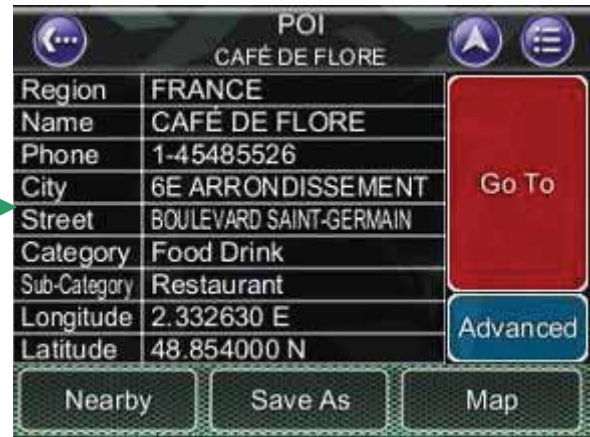 POI
CAFÉ DE FLORE
Region FRANCE
Name CAFÉ DE FLORE
Phone 1-45485526
City 6E ARRONDISSEMENT
Street BOULEVARD SAINT-GERMAIN
Category Food Drink
Sub-Category Restaurant
Longitude 2.332630 E
Latitude 48.854000 N
Go To
Advanced
Nearby Save As Map